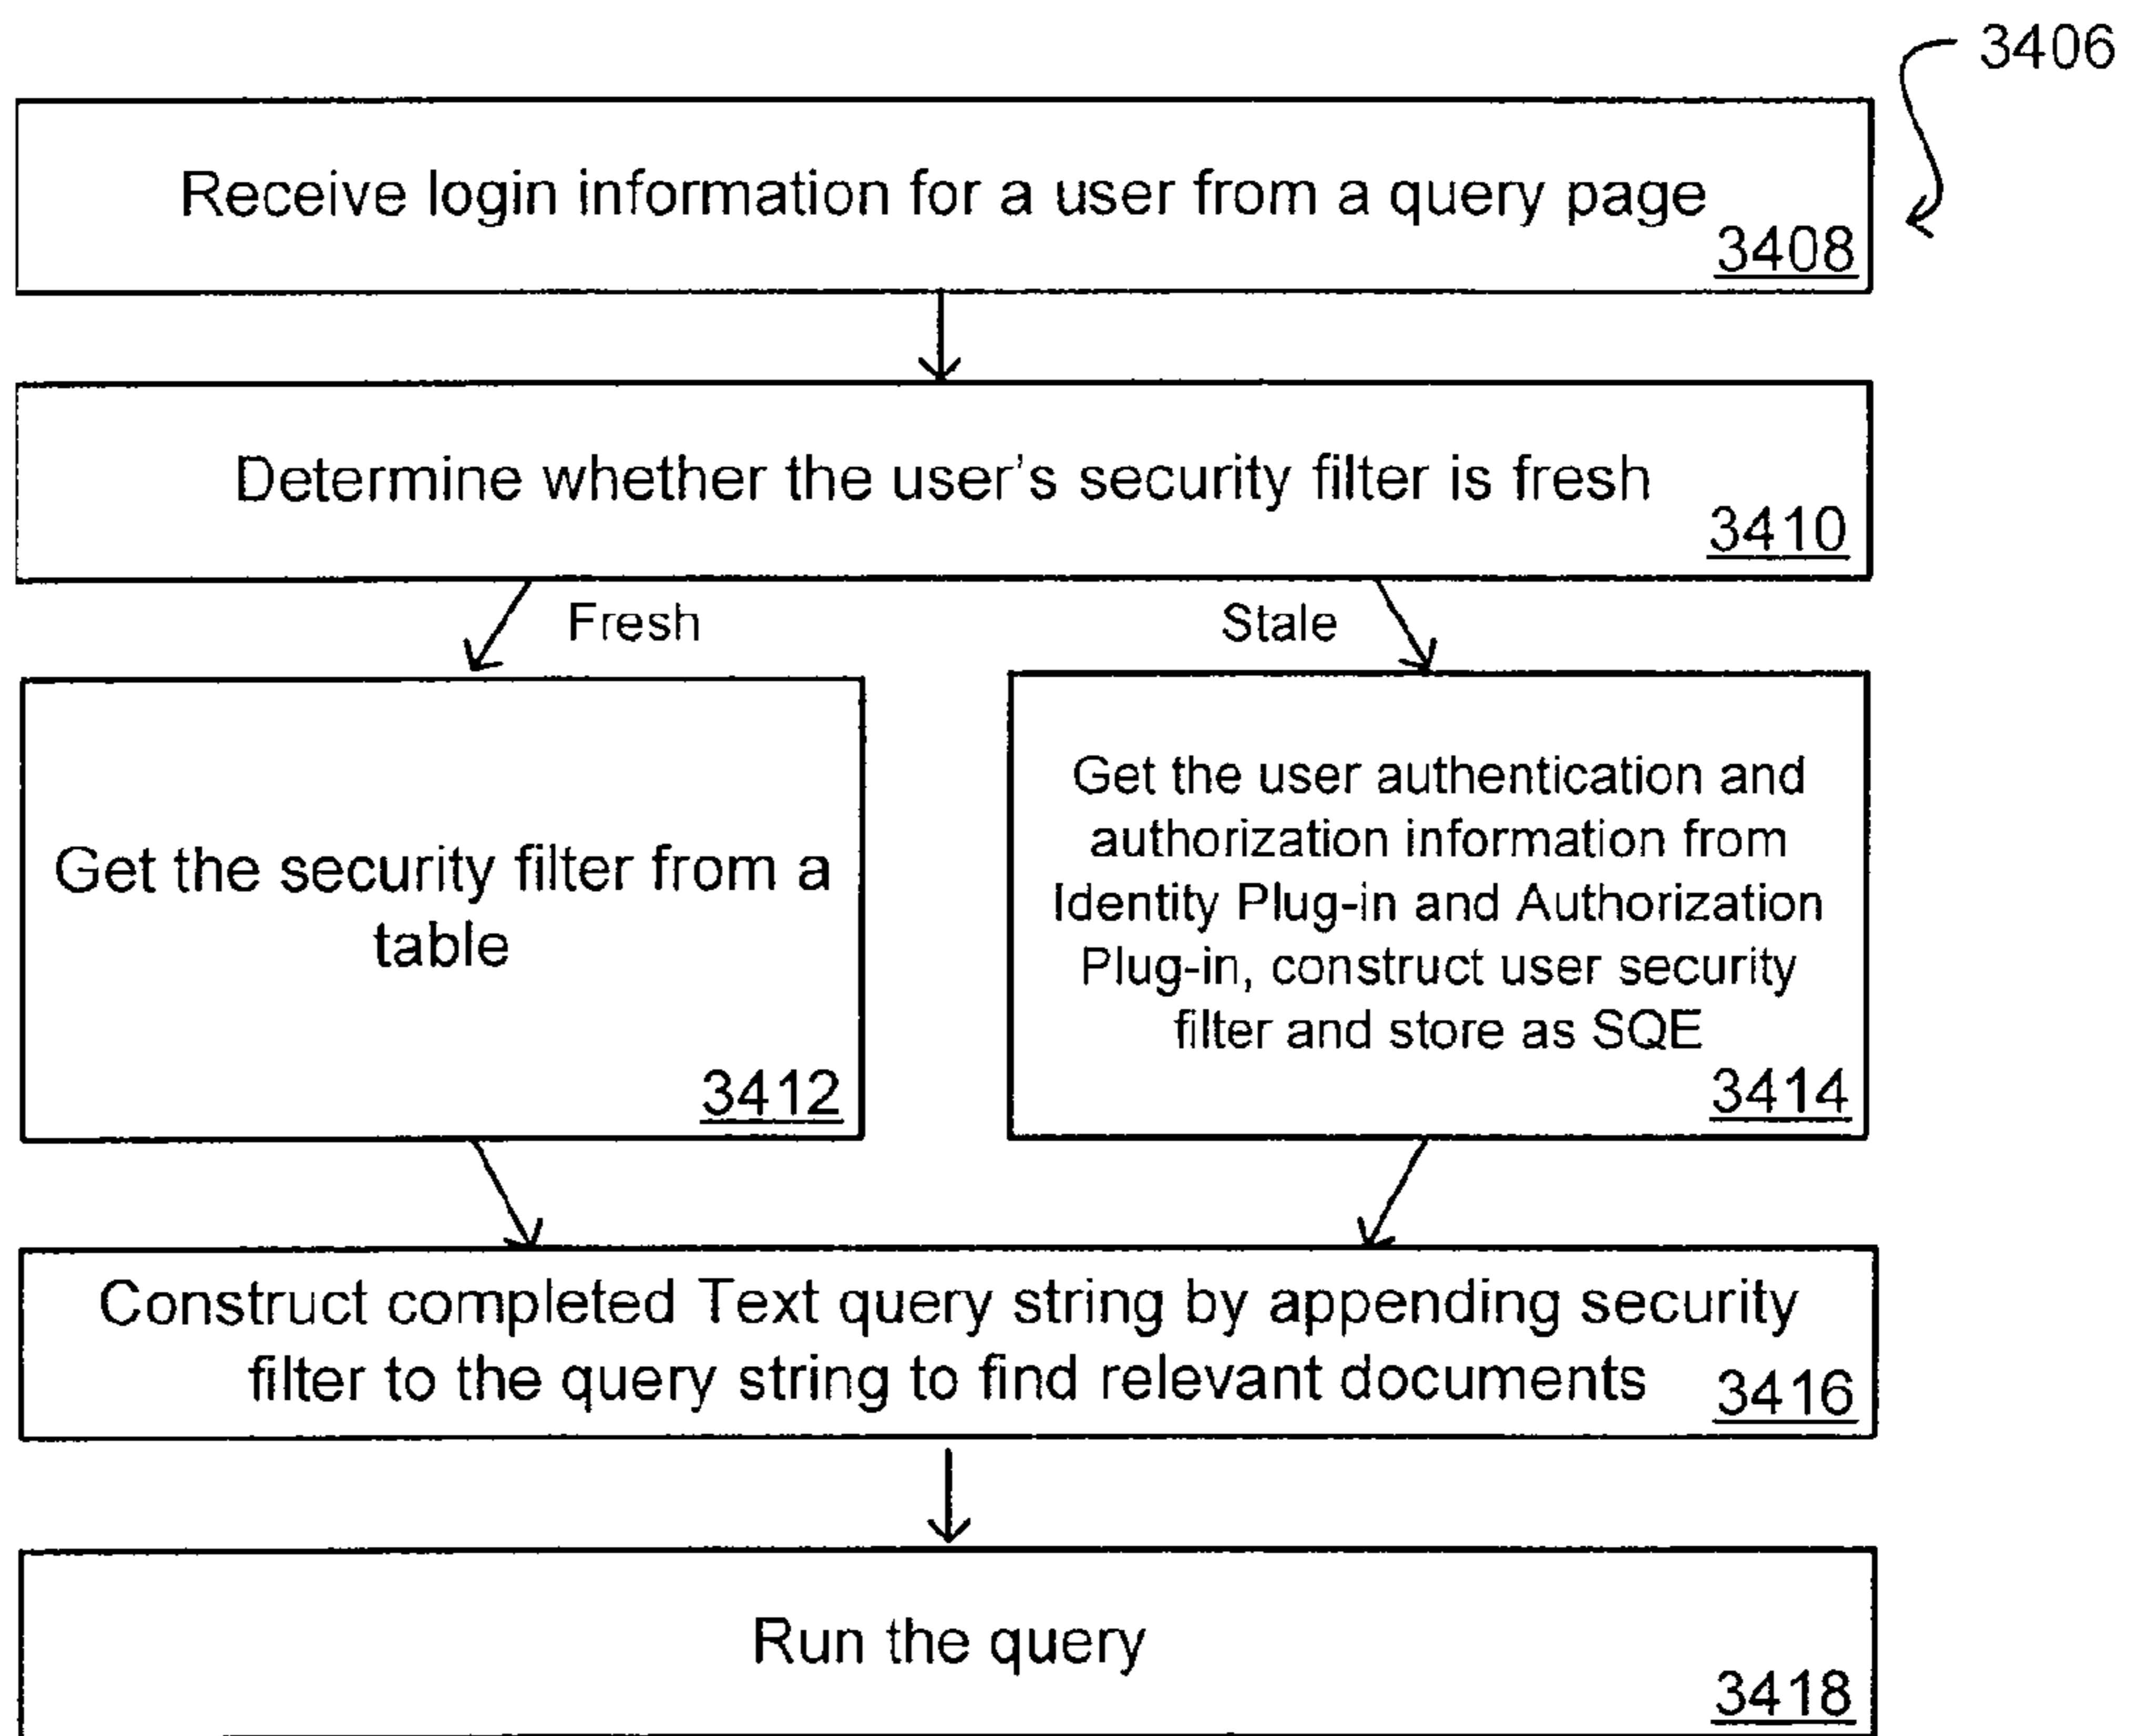 3406
Receive login information for a user from a query page
3408
Determine whether the user's security filter is fresh
3410
Fresh
Stale
Get the security filter from a
table
3412
Get the user authentication and
authorization information from
Identity Plug-in and Authorization
Plug-in, construct user security
filter and store as SQE
3414
Construct completed Text query string by appending security
filter to the query string to find relevant documents
3416
Run the query
3418